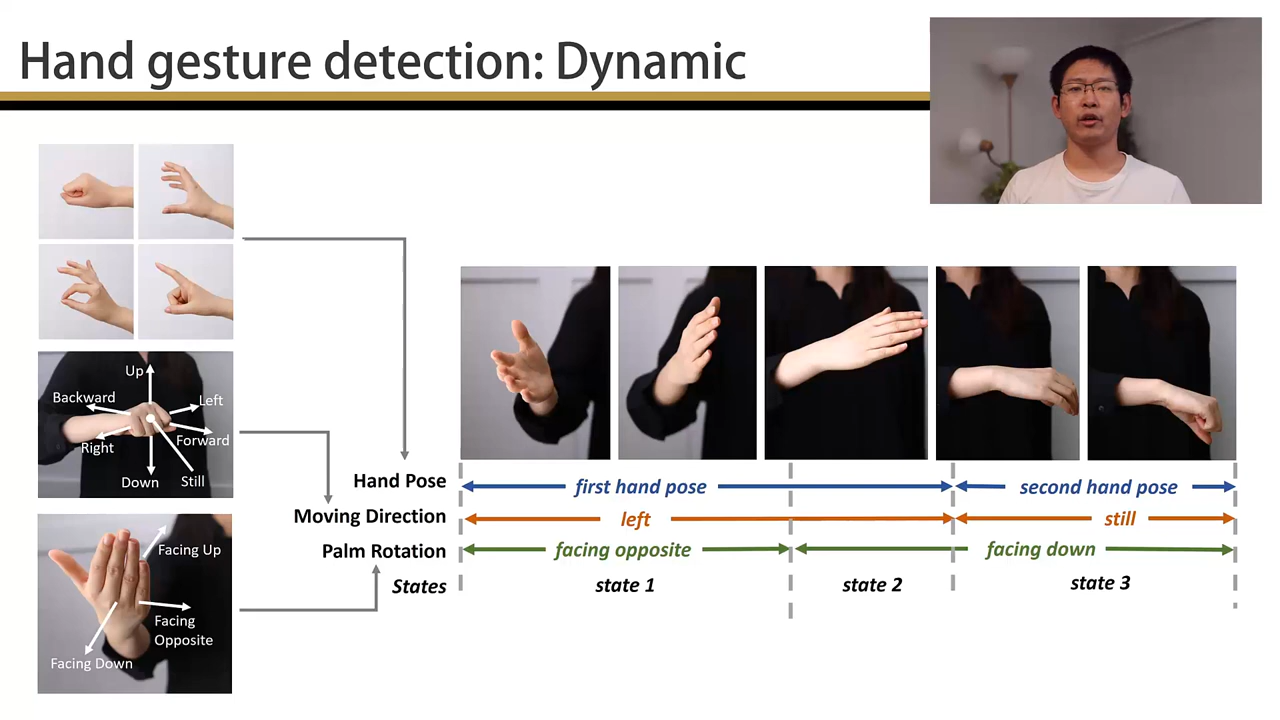 Hand gesture detection: Dynamic
Up
Backward
Left
Right
Forward
Down
Still
Facing Up
Facing
Opposite
Facing Down
Hand Pose
first hand pose
second hand pose
Moving Direction
left
still
Palm Rotation
facing opposite
facing down
States
state 1
state 2
state 3